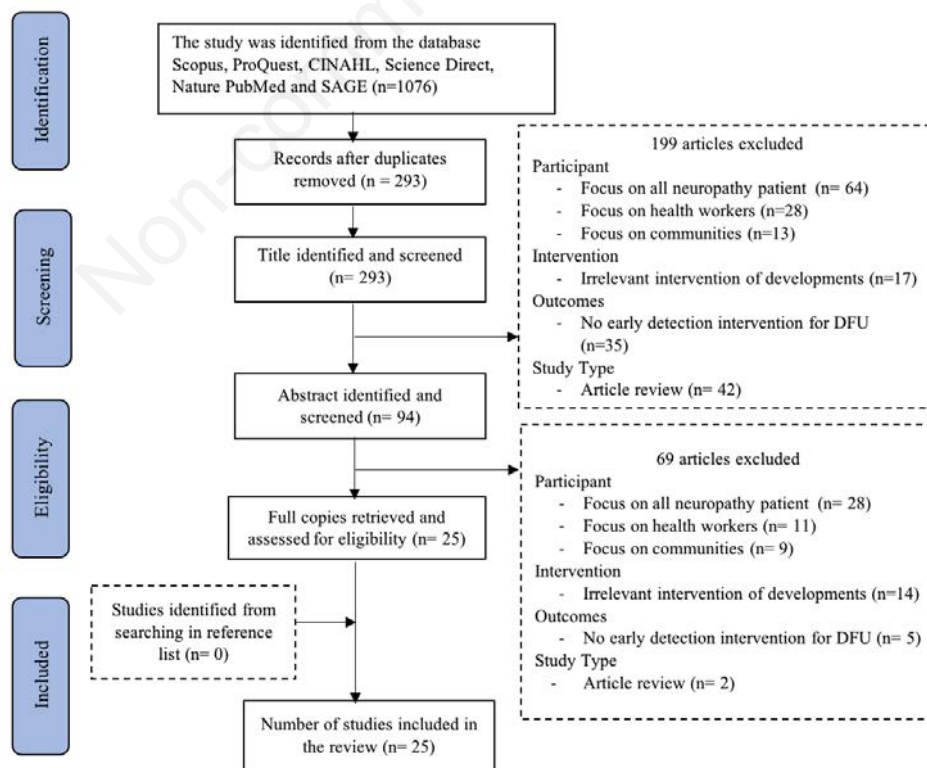 Identification
The study was identified from the database
Scopus, ProQuest, CINAHL, Science Direct,
Nature PubMed and SAGE (n=1076)
Records after duplicates
removed (n = 293)
199 articles excluded
Participant
- Focus on all neuropathy patient (n= 64)
- Focus on health workers (n=28)
- Focus on communities (n=13)
Intervention
- Irrelevant intervention of developments (n=17)
Outcomes
- No early detection intervention for DFU
(n=35)
Study Type
- Article review (n= 42)
Screening
Title identified and screened
(n= 293)
Abstract identified and
screened (n= 94)
Eligibility
69 articles excluded
Participant
- Focus on all neuropathy patient (n= 28)
- Focus on health workers (n= 11)
- Focus on communities (n= 9)
Intervention
- Irrelevant intervention of developments (n=14)
Outcomes
- No early detection intervention for DFU (n= 5)
Study Type
- Article review (n= 2)
Full copies retrieved and
assessed for eligibility (n= 25)
Included
Studies identified from
searching in reference
list (n= 0)
Number of studies included in
the review (n= 25)
Non-comm